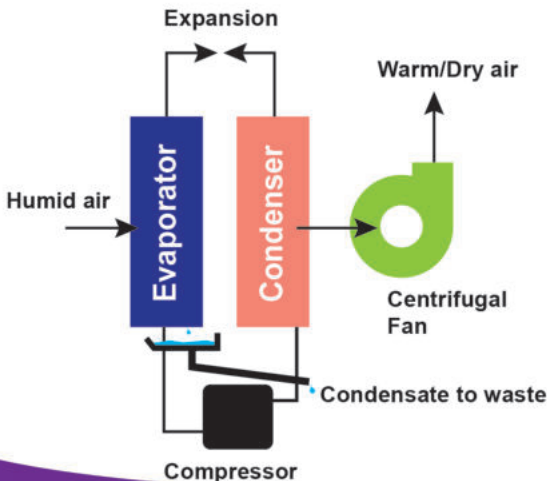 Expansion
Warm/Dry air
Humid air
Evaporator
Condenser
Centrifugal
Fan
Condensate to waste
Compressor